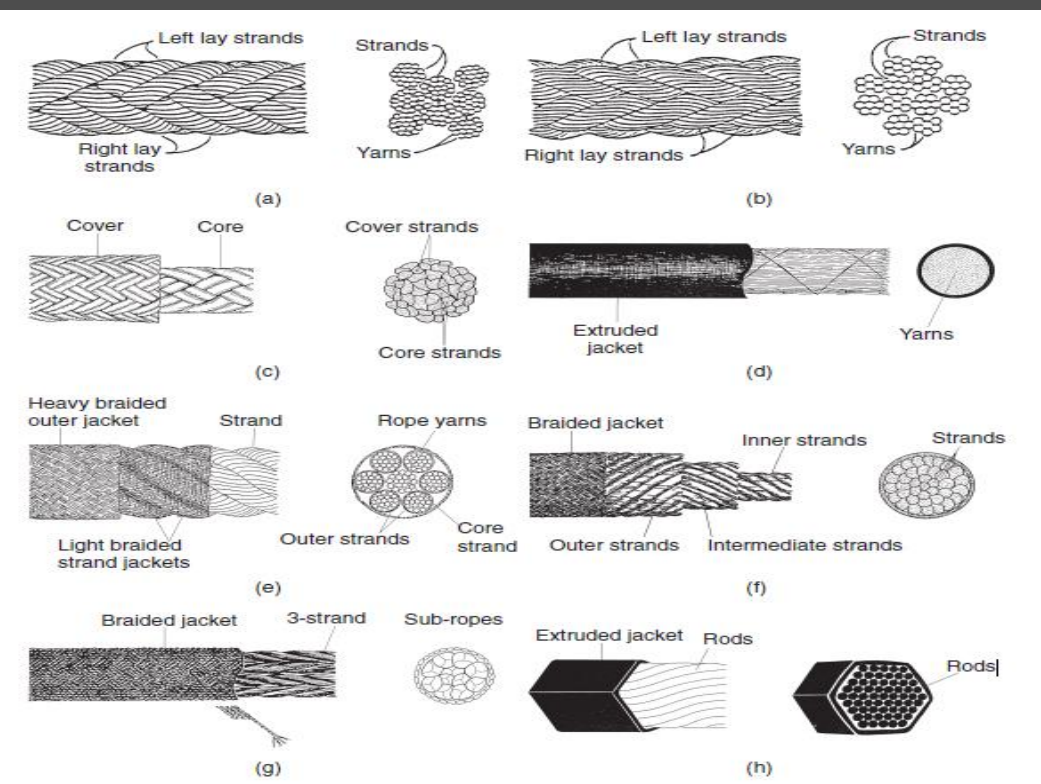 Left lay strands
Strands
Right lay
strands
Yarns
(a)
Left lay strands
Strands
Right lay strands
Yarns
(b)
Cover
Core
Cover strands
Core strands
(c)
Extruded
jacket
Yarns
(d)
Heavy braided
outer jacket
Strand
Rope yarns
Light braided
strand jackets
Outer strands
Core
strand
(e)
Braided jacket
Inner strands
Strands
Outer strands
Intermediate strands
(f)
Braided jacket
3-strand
Sub-ropes
(g)
Extruded jacket
Rods
Rods
(h)